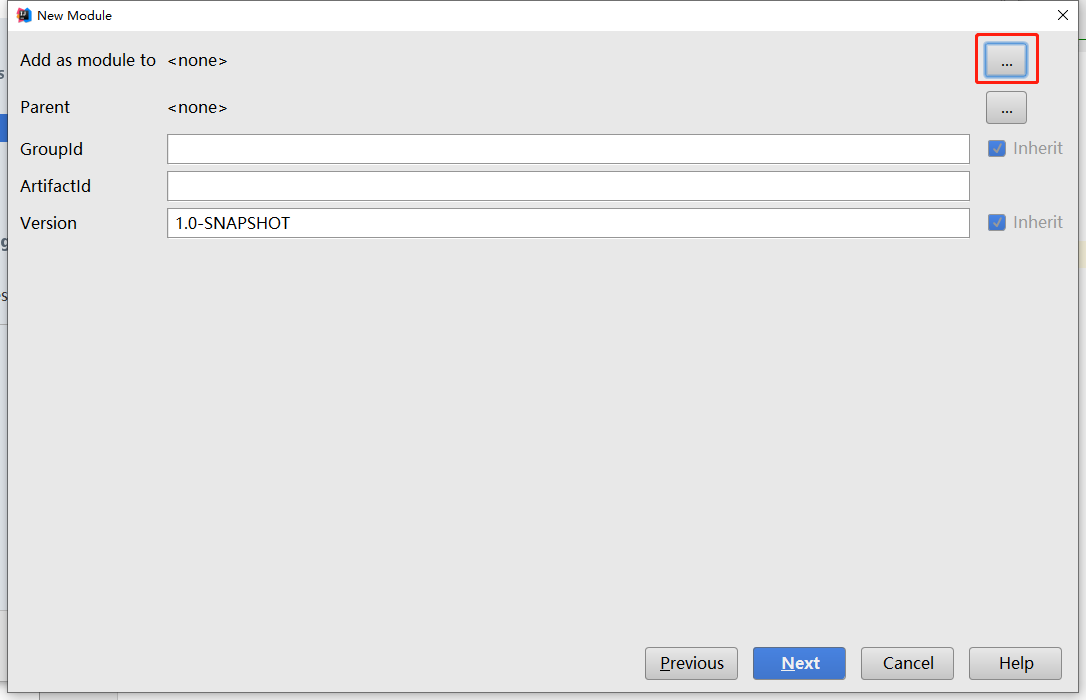 New Module
Add as module to <none> ...
Parent <none> ...
GroupId Inherit
ArtifactId
Version 1.0-SNAPSHOT Inherit
Previous Next Cancel Help